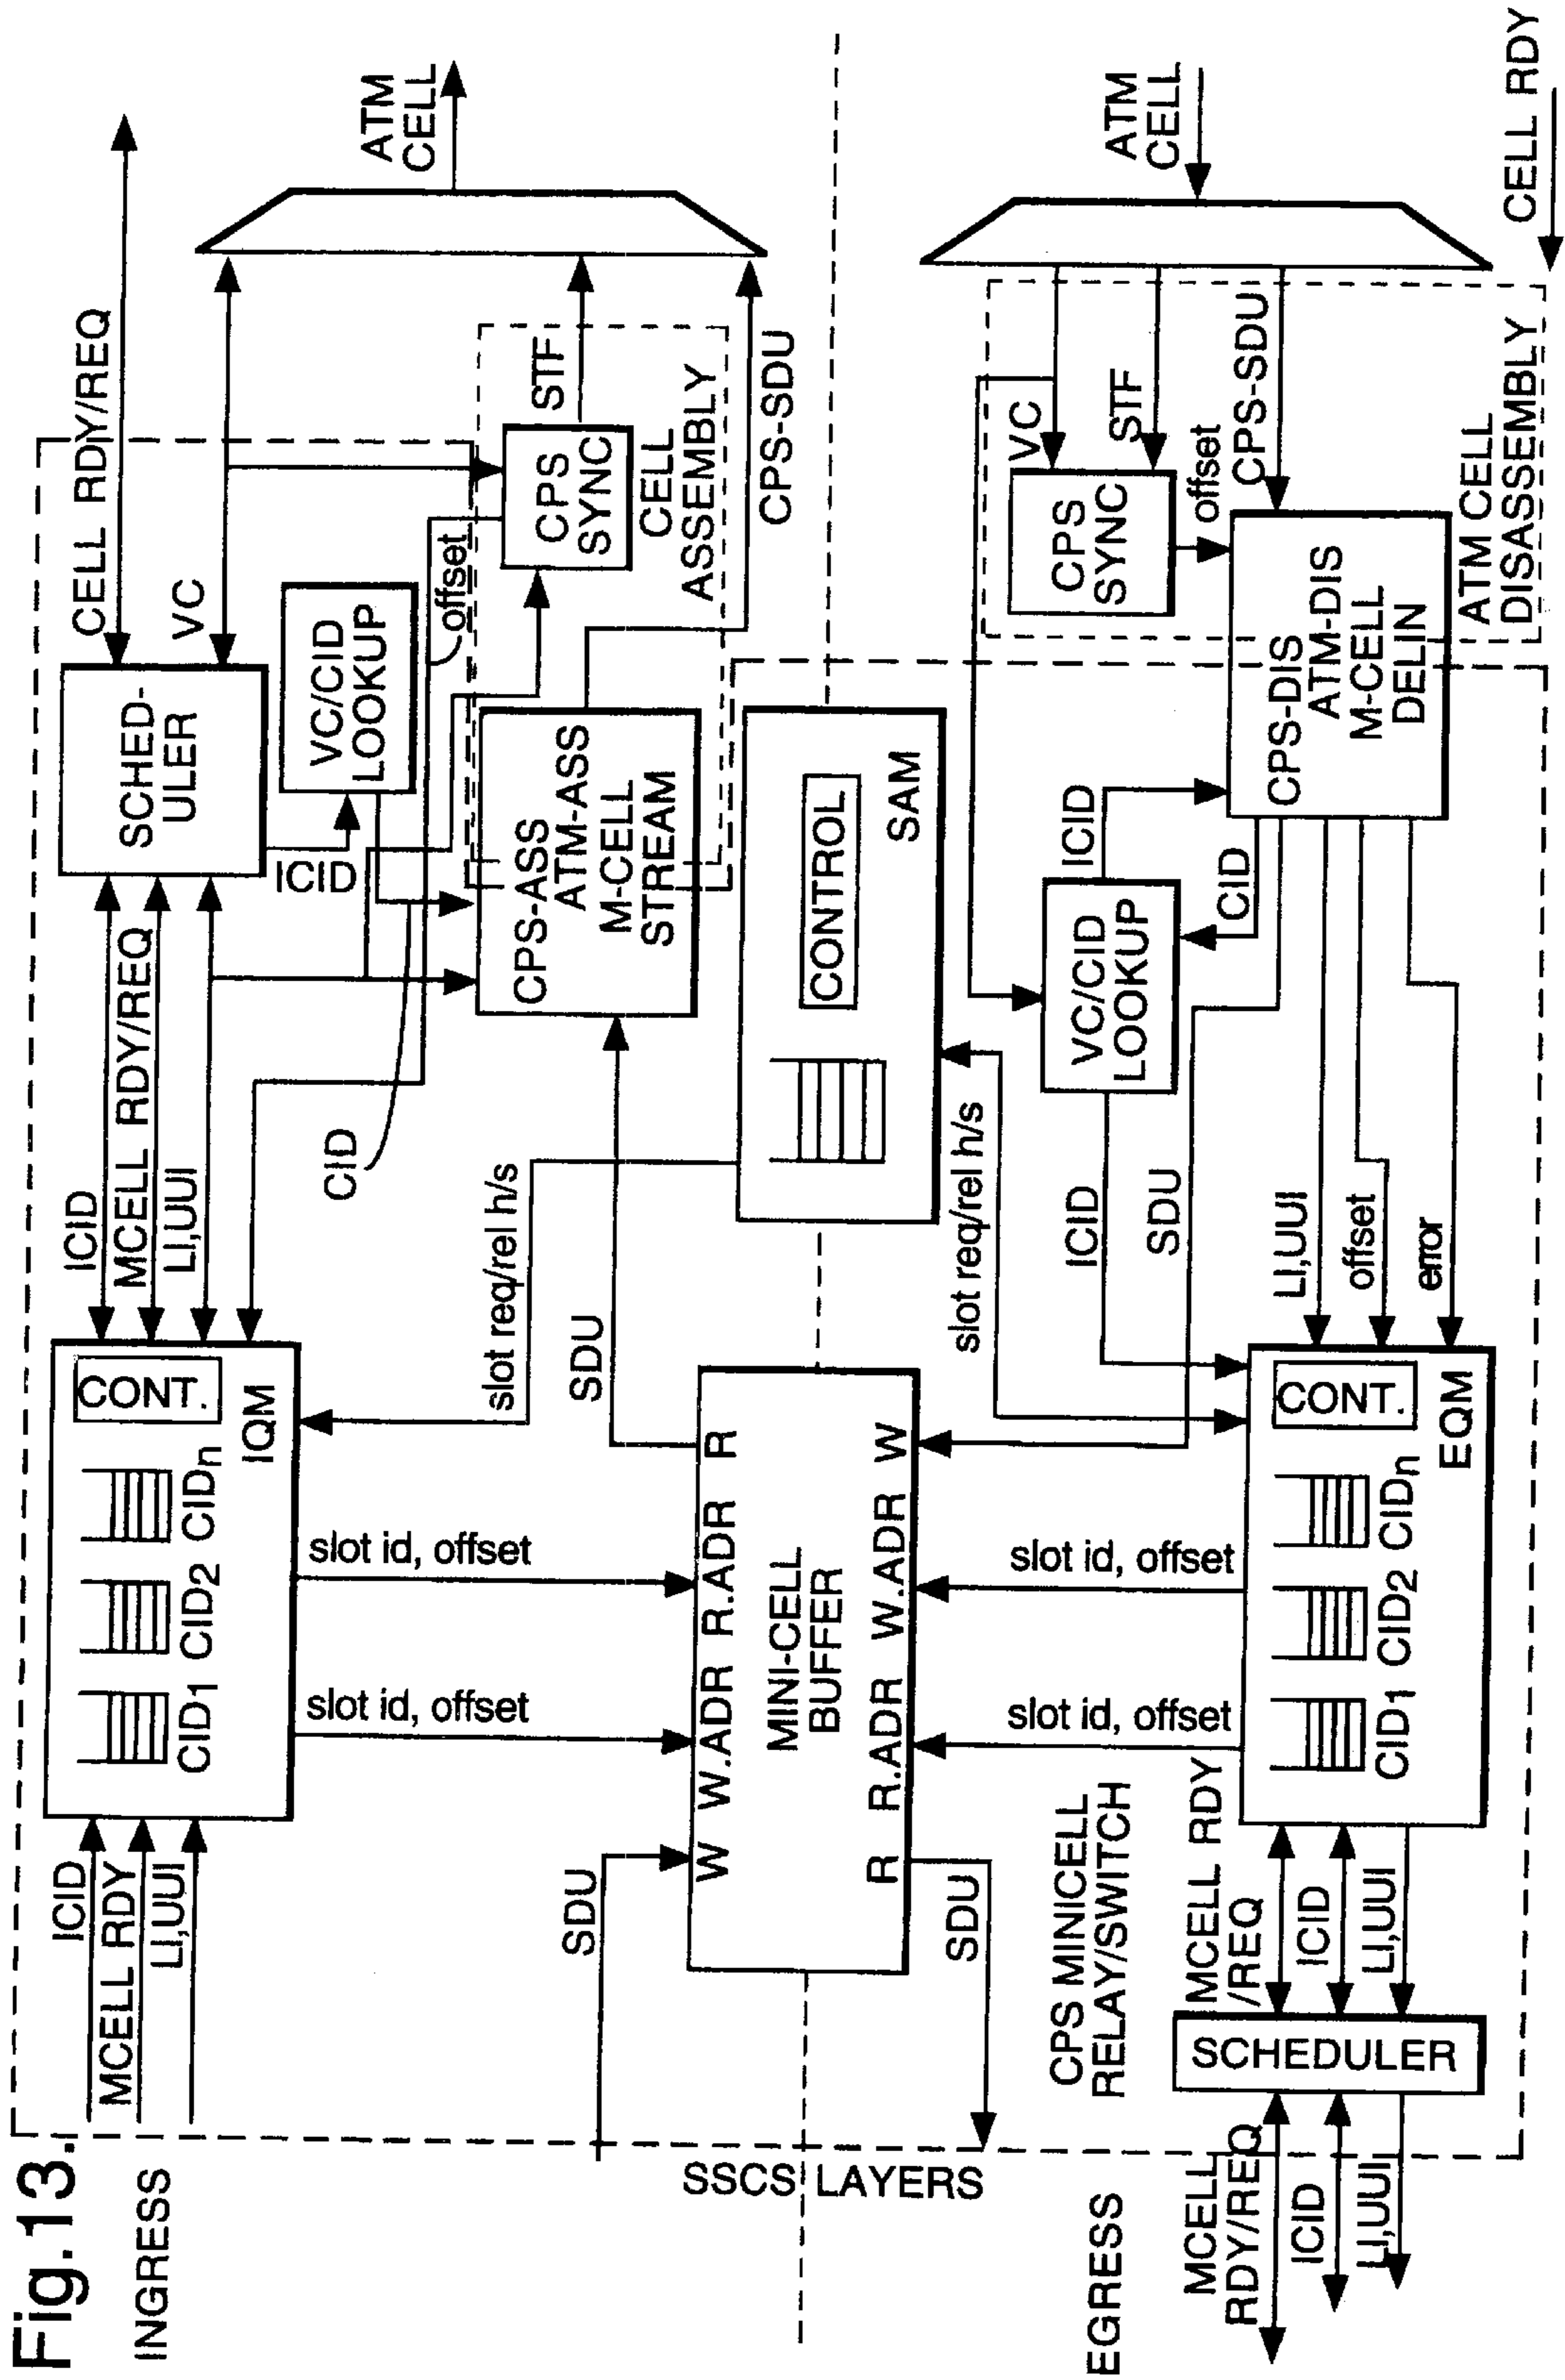 Fig.13.
INGRESS
ICID
MCELL RDY
LI,UUI
CID1
CID2
CIDn
CONT.
IQM
ICID
MCELL RDY/REQ
LI,UUI
SCHED-
ULER
CELL RDY/REQ
VC
ICID
VC/CID
LOOKUP
offset
CID
CPS-ASS
ATM-ASS
M-CELL
STREAM
CPS
SYNC
STF
CELL
ASSEMBLY
CPS-SDU
ATM
CELL
slot id, offset
slot id, offset
slot req/rel h/s
SDU
SDU
W
W.ADR
R.ADR
R
MINI-CELL
BUFFER
R
R.ADR
W.ADR
W
CONTROL
SAM
SSCS LAYERS
SDU
slot id, offset
slot id, offset
slot req/rel h/s
CPS MINICELL
RELAY/SWITCH
ICID
SDU
VC/CID
LOOKUP
ICID
CID
CPS-DIS
ATM-DIS
M-CELL
DELIN
CPS
SYNC
VC
STF
offset
CPS-SDU
ATM CELL
DISASSEMBLY
ATM
CELL
CELL RDY
LI,UUI
offset
error
CID1
CID2
CIDn
CONT.
EQM
MCELL RDY
/REQ
ICID
LI,UUI
SCHEDULER
EGRESS
MCELL
RDY/REQ
ICID
LI,UUI